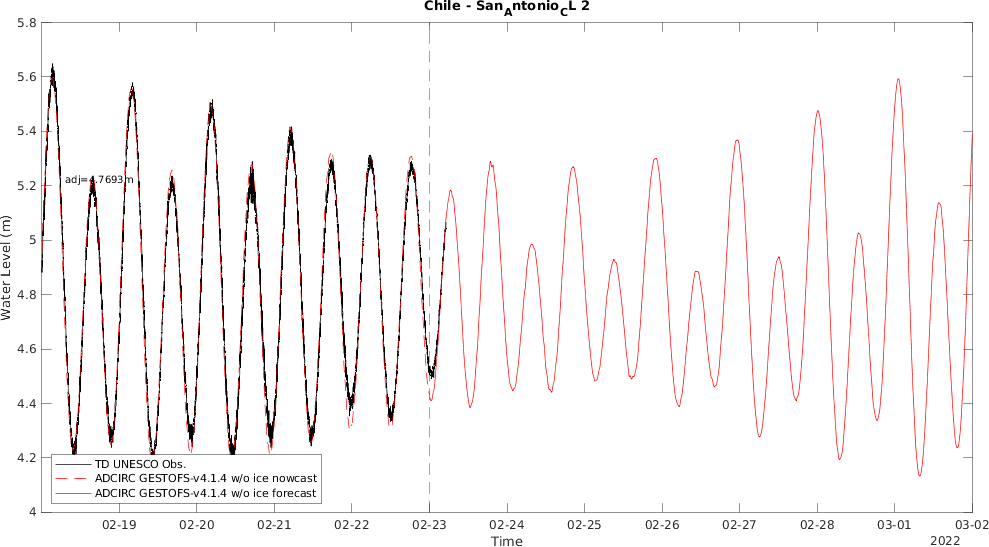 Chile - San_Antonio_CL 2
5.8
5.6
5.4
5.2
5
4.8
4.6
4.4
4.2
4
Water Level (m)
adj=4.7693m
TD UNESCO Obs.
ADCIRC GESTOFS-v4.1.4 w/o ice nowcast
ADCIRC GESTOFS-v4.1.4 w/o ice forecast
02-19 02-20 02-21 02-22 02-23 02-24 02-25 02-26 02-27 02-28 03-01 03-02
Time
2022